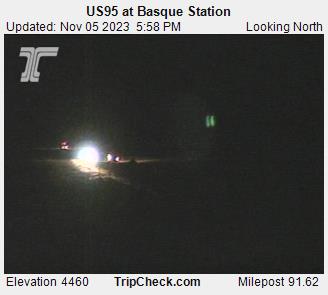 US95 at Basque Station
Updated: Nov 05 2023 5:58 PM Looking North
Elevation 4460 TripCheck.com Milepost 91.62